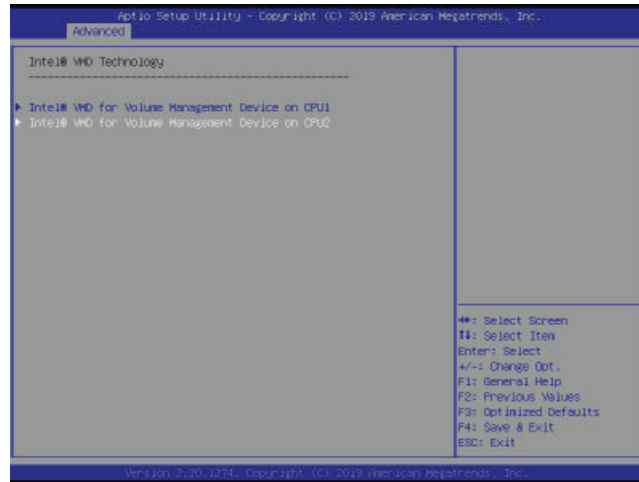 Aptio Setup Utility - Copyright (C) 2019 American Megatrends, Inc.
Advanced
Intel® VMD Technology
Intel® VMD for Volume Management Device on CPU1
Intel® VMD for Volume Management Device on CPU2
↔: Select Screen
↑↓: Select Item
Enter: Select
+/-: Change Opt.
F1: General Help
F2: Previous Values
F3: Optimized Defaults
F4: Save & Exit
ESC: Exit
Version 2.20.1274. Copyright (C) 2019 American Megatrends, Inc.